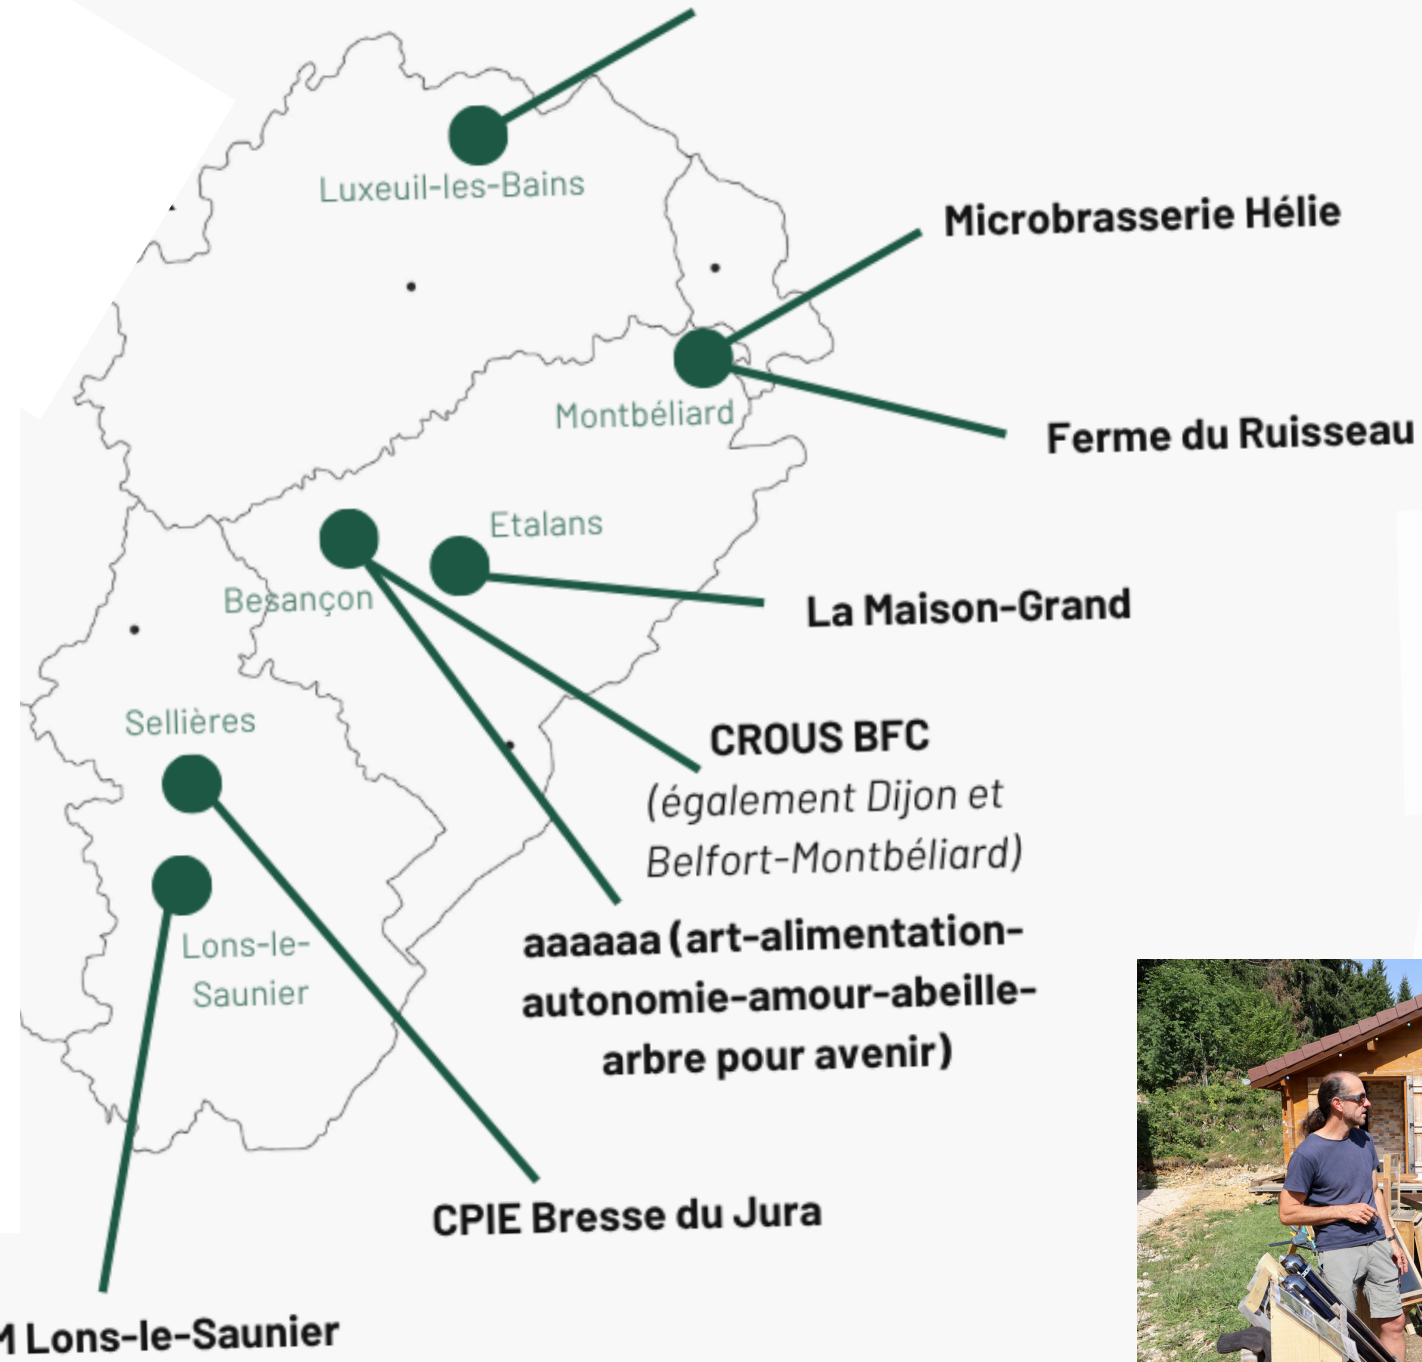 Luxeuil-les-Bains
Microbrasserie Hélie
Montbéliard
Ferme du Ruisseau
Etalans
Besançon
La Maison-Grand
Sellières
CROUS BFC
(également Dijon et
Belfort-Montbéliard)
aaaaaa (art-alimentation-
autonomie-amour-abeille-
arbre pour avenir)
Lons-le-
Saunier
CPIE Bresse du Jura
Lons-le-Saunier